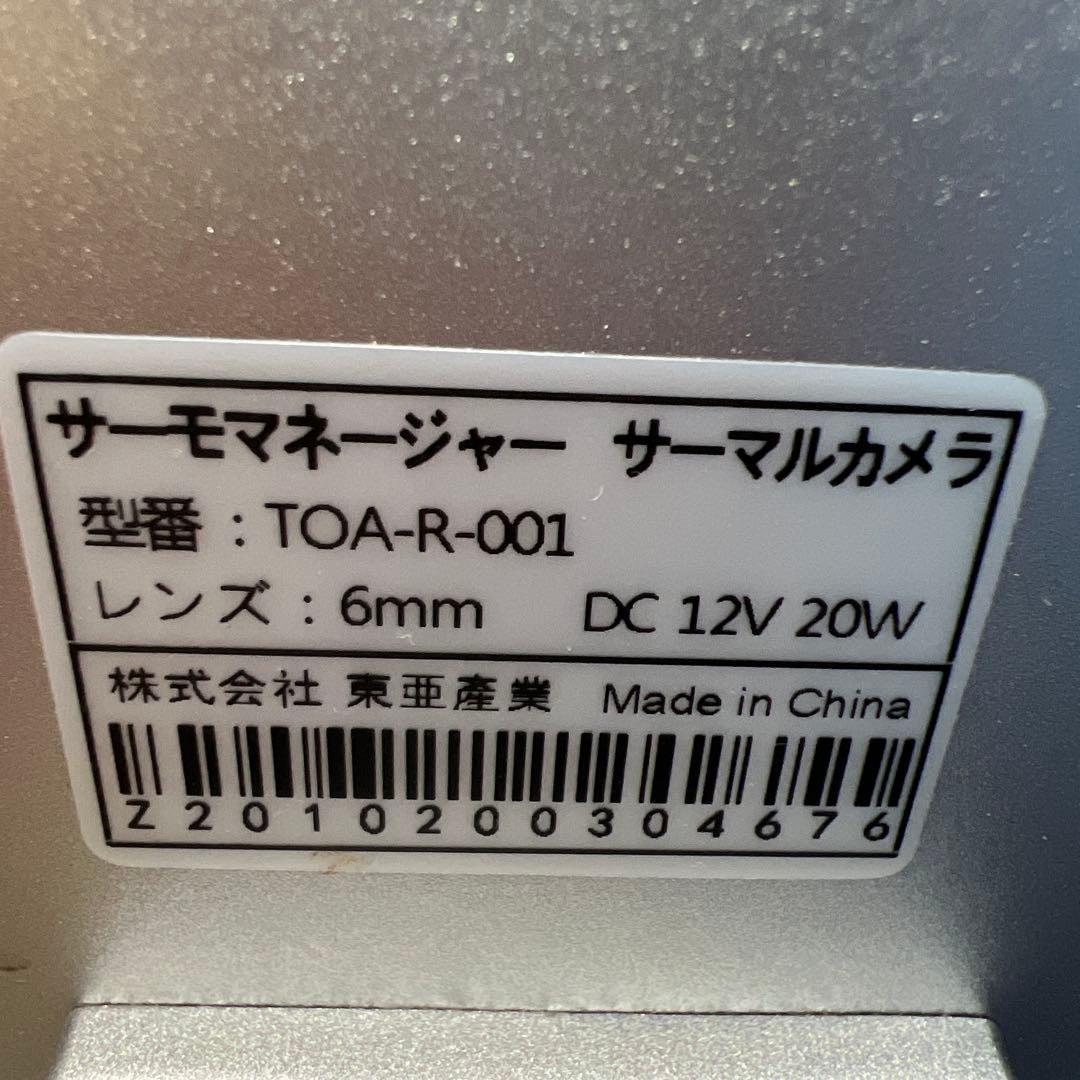 サーモマネージャー サーマルカメラ
型番：TOA-R-001
レンズ：6mm DC 12V 20W
株式会社 東亜産業 Made in China
Z2010200304676